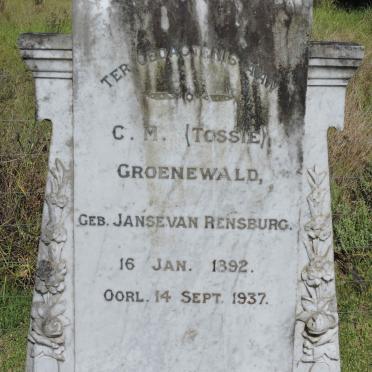 TER GEDACHTENIS VAN
C. M. (TOSSIE),
GROENEWALD,
GEB. JANSEVAN RENSBURG.
16 JAN. 1892.
OORL. 14 SEPT. 1937.